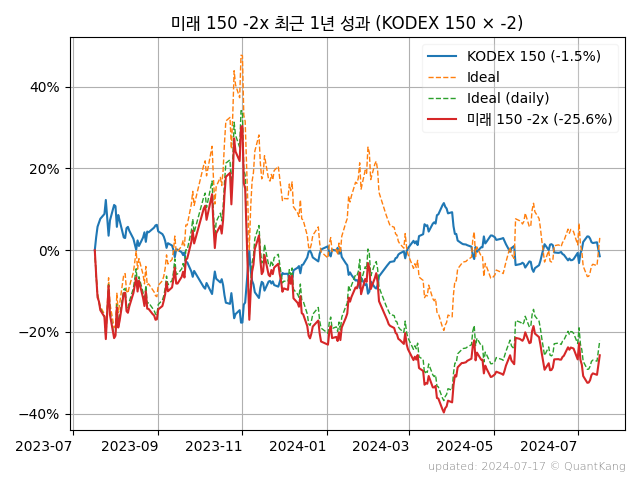 미래 150 -2x 최근 1년 성과 (KODEX 150 × -2)
KODEX 150 (-1.5%)
Ideal
Ideal (daily)
미래 150 -2x (-25.6%)
40%
20%
0%
−20%
−40%
2023-07 2023-09 2023-11 2024-01 2024-03 2024-05 2024-07
updated: 2024-07-17 © QuantKang